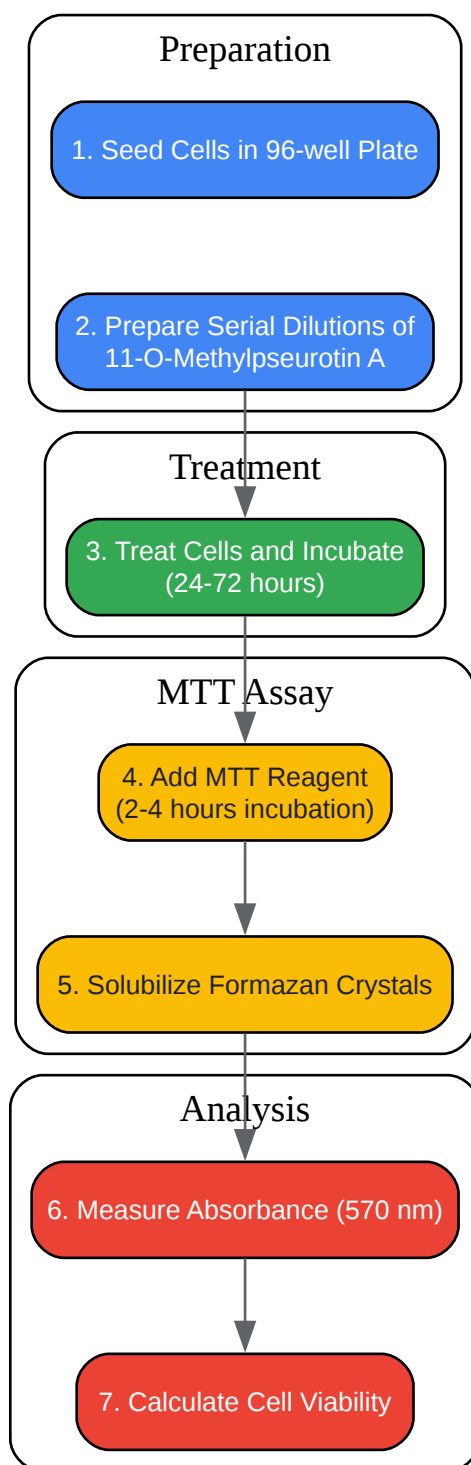 Preparation
1. Seed Cells in 96-well Plate
2. Prepare Serial Dilutions of
11-O-Methylpseurotin A
Treatment
3. Treat Cells and Incubate
(24-72 hours)
MTT Assay
4. Add MTT Reagent
(2-4 hours incubation)
5. Solubilize Formazan Crystals
Analysis
6. Measure Absorbance (570 nm)
7. Calculate Cell Viability